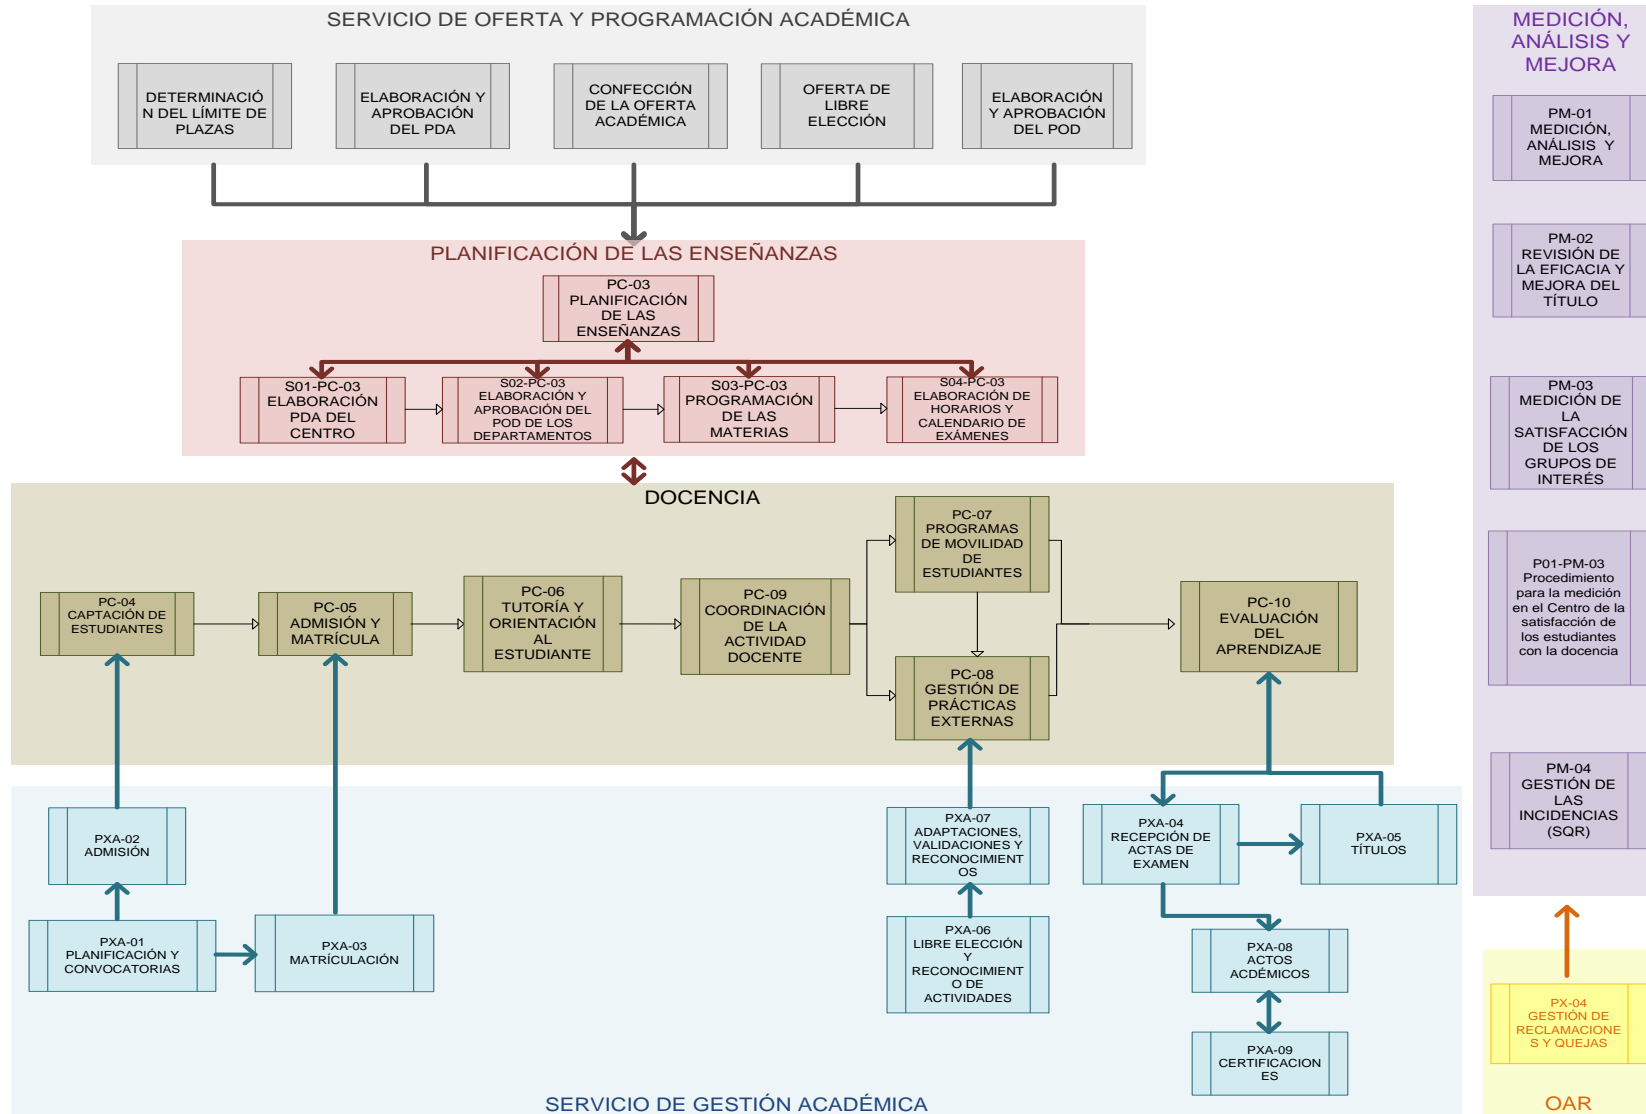 SERVICIO DE OFERTA Y PROGRAMACIÓN ACADÉMICA
DETERMINACIÓ
N DEL LÍMITE DE
PLAZAS
ELABORACIÓN Y
APROBACIÓN
DEL PDA
CONFECCIÓN
DE LA OFERTA
ACADÉMICA
OFERTA DE
LIBRE
ELECCIÓN
ELABORACIÓN
Y APROBACIÓN
DEL POD
PLANIFICACIÓN DE LAS ENSEÑANZAS
PC-03
PLANIFICACIÓN
DE LAS
ENSEÑANZAS
S01-PC-03
ELABORACIÓN
PDA DEL
CENTRO
S02-PC-03
ELABORACIÓN Y
APROBACIÓN DEL
POD DE LOS
DEPARTAMENTOS
S03-PC-03
PROGRAMACIÓN
DE LAS
MATERIAS
S04-PC-03
ELABORACIÓN DE
HORARIOS Y
CALENDARIO DE
EXÁMENES
DOCENCIA
PC-04
CAPTACIÓN DE
ESTUDIANTES
PC-05
ADMISIÓN Y
MATRÍCULA
PC-06
TUTORÍA Y
ORIENTACIÓN
AL
ESTUDIANTE
PC-09
COORDINACIÓN
DE LA
ACTIVIDAD
DOCENTE
PC-07
PROGRAMAS
DE MOVILIDAD
DE
ESTUDIANTES
PC-08
GESTIÓN DE
PRÁCTICAS
EXTERNAS
PC-10
EVALUACIÓN
DEL
APRENDIZAJE
PXA-02
ADMISIÓN
PXA-01
PLANIFICACIÓN Y
CONVOCATORIAS
PXA-03
MATRÍCULACIÓN
PXA-07
ADAPTACIONES,
VALIDACIONES Y
RECONOCIMIENT
OS
PXA-06
LIBRE ELECCIÓN
Y
RECONOCIMIENT
O DE
ACTIVIDADES
PXA-04
RECEPCIÓN DE
ACTAS DE
EXAMEN
PXA-05
TÍTULOS
PXA-08
ACTOS
ACDÉMICOS
PXA-09
CERTIFICACION
ES
SERVICIO DE GESTIÓN ACADÉMICA
MEDICIÓN,
ANÁLISIS Y
MEJORA
PM-01
MEDICIÓN,
ANÁLISIS Y
MEJORA
PM-02
REVISIÓN DE
LA EFICACIA Y
MEJORA DEL
TÍTULO
PM-03
MEDICIÓN DE
LA
SATISFACCIÓN
DE LOS
GRUPOS DE
INTERÉS
P01-PM-03
Procedimiento
para la medición
en el Centro de la
satisfacción de
los estudiantes
con la docencia
PM-04
GESTIÓN DE
LAS
INCIDENCIAS
(SQR)
PX-04
GESTIÓN DE
RECLAMACIONE
S Y QUEJAS
OAR